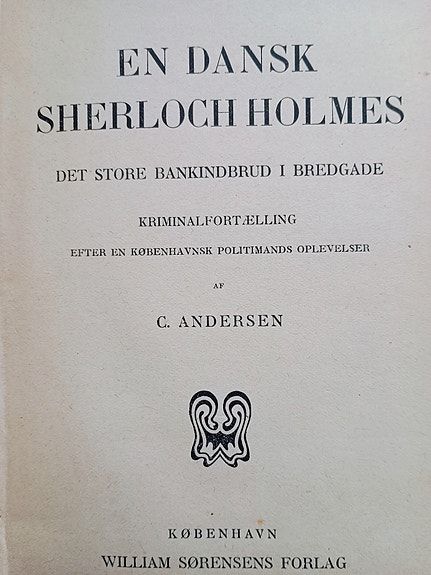 EN DANSK
SHERLOCH HOLMES
DET STORE BANKINDBRUD I BREDGADE
KRIMINALFORTÆLLING
EFTER EN KØBENHAVNSK POLITIMANDS OPLEVELSER
AF
C. ANDERSEN
KØBENHAVN
WILLIAM SØRENSENS FORLAG